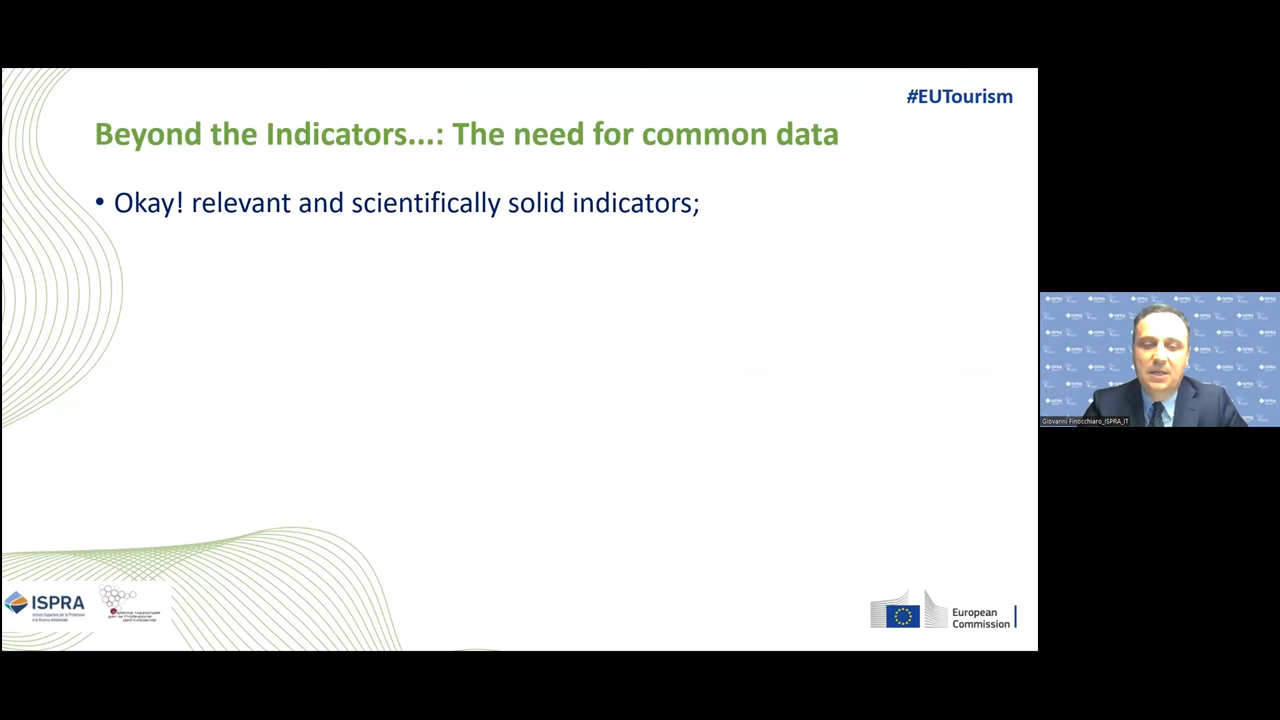 #EUTourism
Beyond the Indicators...: The need for common data
• Okay! relevant and scientifically solid indicators;
Giovanni Finocchiaro_ISPRA_IT
ISPRA
Istituto Superiore per la Protezione
e la Ricerca Ambientale
European
Commission